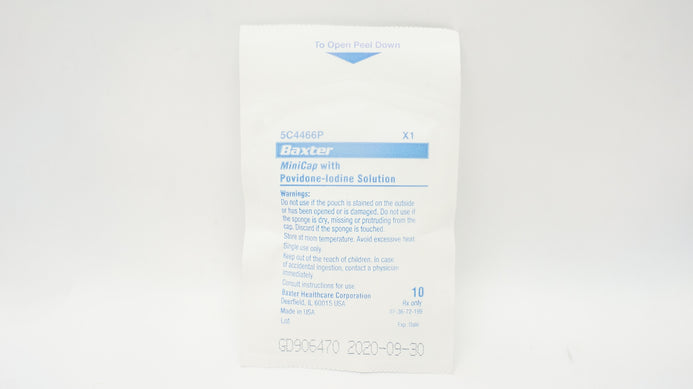 To Open Peel Down
5C4466P X1
Baxter
MiniCap with
Povidone-Iodine Solution
Warnings:
Do not use if the pouch is stained on the outside
or has been opened or is damaged. Do not use if
the sponge is dry, missing or protruding from the
cap. Discard if the sponge is touched.
Store at room temperature. Avoid excessive heat.
Single use only.
Keep out of the reach of children. In case
of accidental ingestion, contact a physician
immediately.
Consult instructions for use.
Baxter Healthcare Corporation 10
Deerfield, IL 60015 USA Rx only
Made in USA
Lot Exp. Date
GD906470 2020-09-30